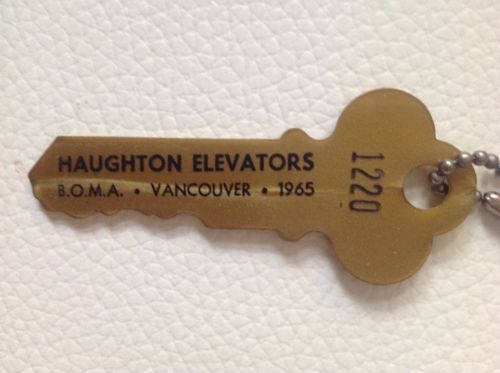 HAUGHTON ELEVATORS
B.O.M.A. • VANCOUVER • 1965
1220